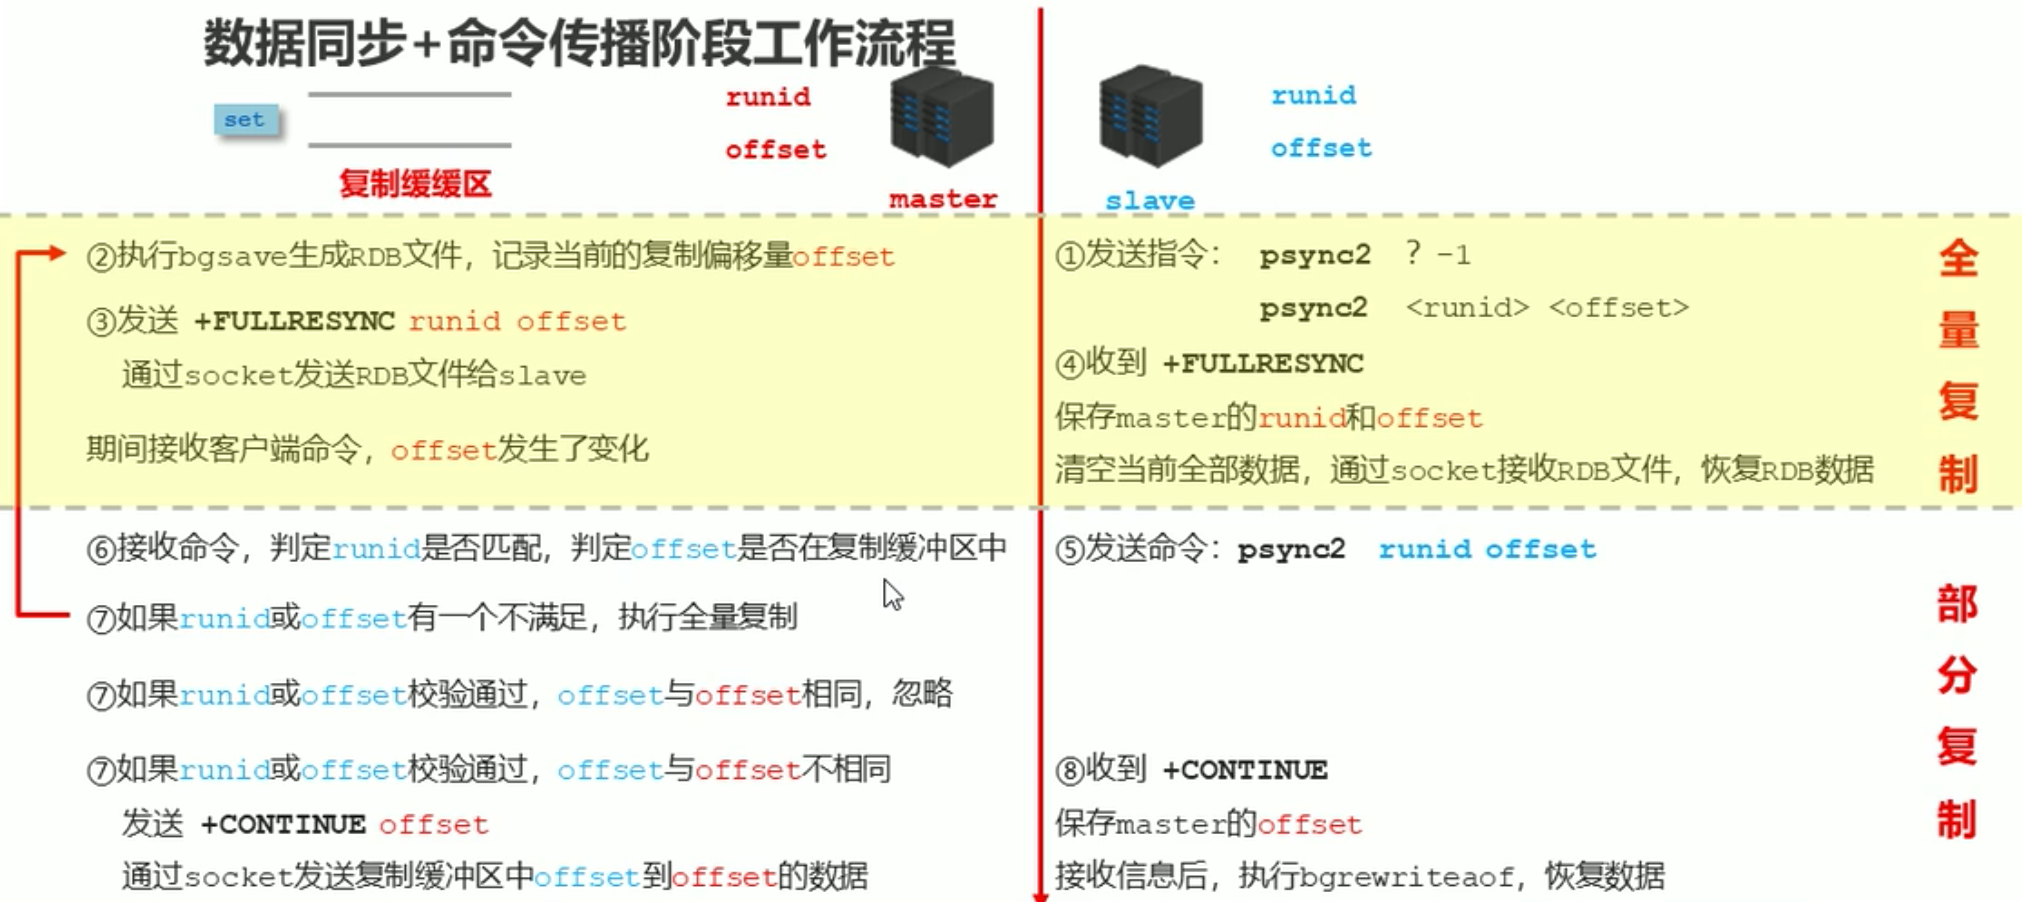 数据同步+命令传播阶段工作流程
set
复制缓缓区
runid
offset
master
slave
runid
offset
②执行bgsave生成RDB文件，记录当前的复制偏移量offset
③发送 +FULLRESYNC runid offset
通过socket发送RDB文件给slave
期间接收客户端命令，offset发生了变化
①发送指令： psync2 ? -1
psync2 <runid> <offset>
④收到 +FULLRESYNC
保存master的runid和offset
清空当前全部数据，通过socket接收RDB文件，恢复RDB数据
全量复制
⑥接收命令，判定runid是否匹配，判定offset是否在复制缓冲区中
⑦如果runid或offset有一个不满足，执行全量复制
⑦如果runid或offset校验通过，offset与offset相同，忽略
⑦如果runid或offset校验通过，offset与offset不相同
发送 +CONTINUE offset
通过socket发送复制缓冲区中offset到offset的数据
⑤发送命令：psync2 runid offset
⑧收到 +CONTINUE
保存master的offset
接收信息后，执行bgrewriteaof，恢复数据
部分复制